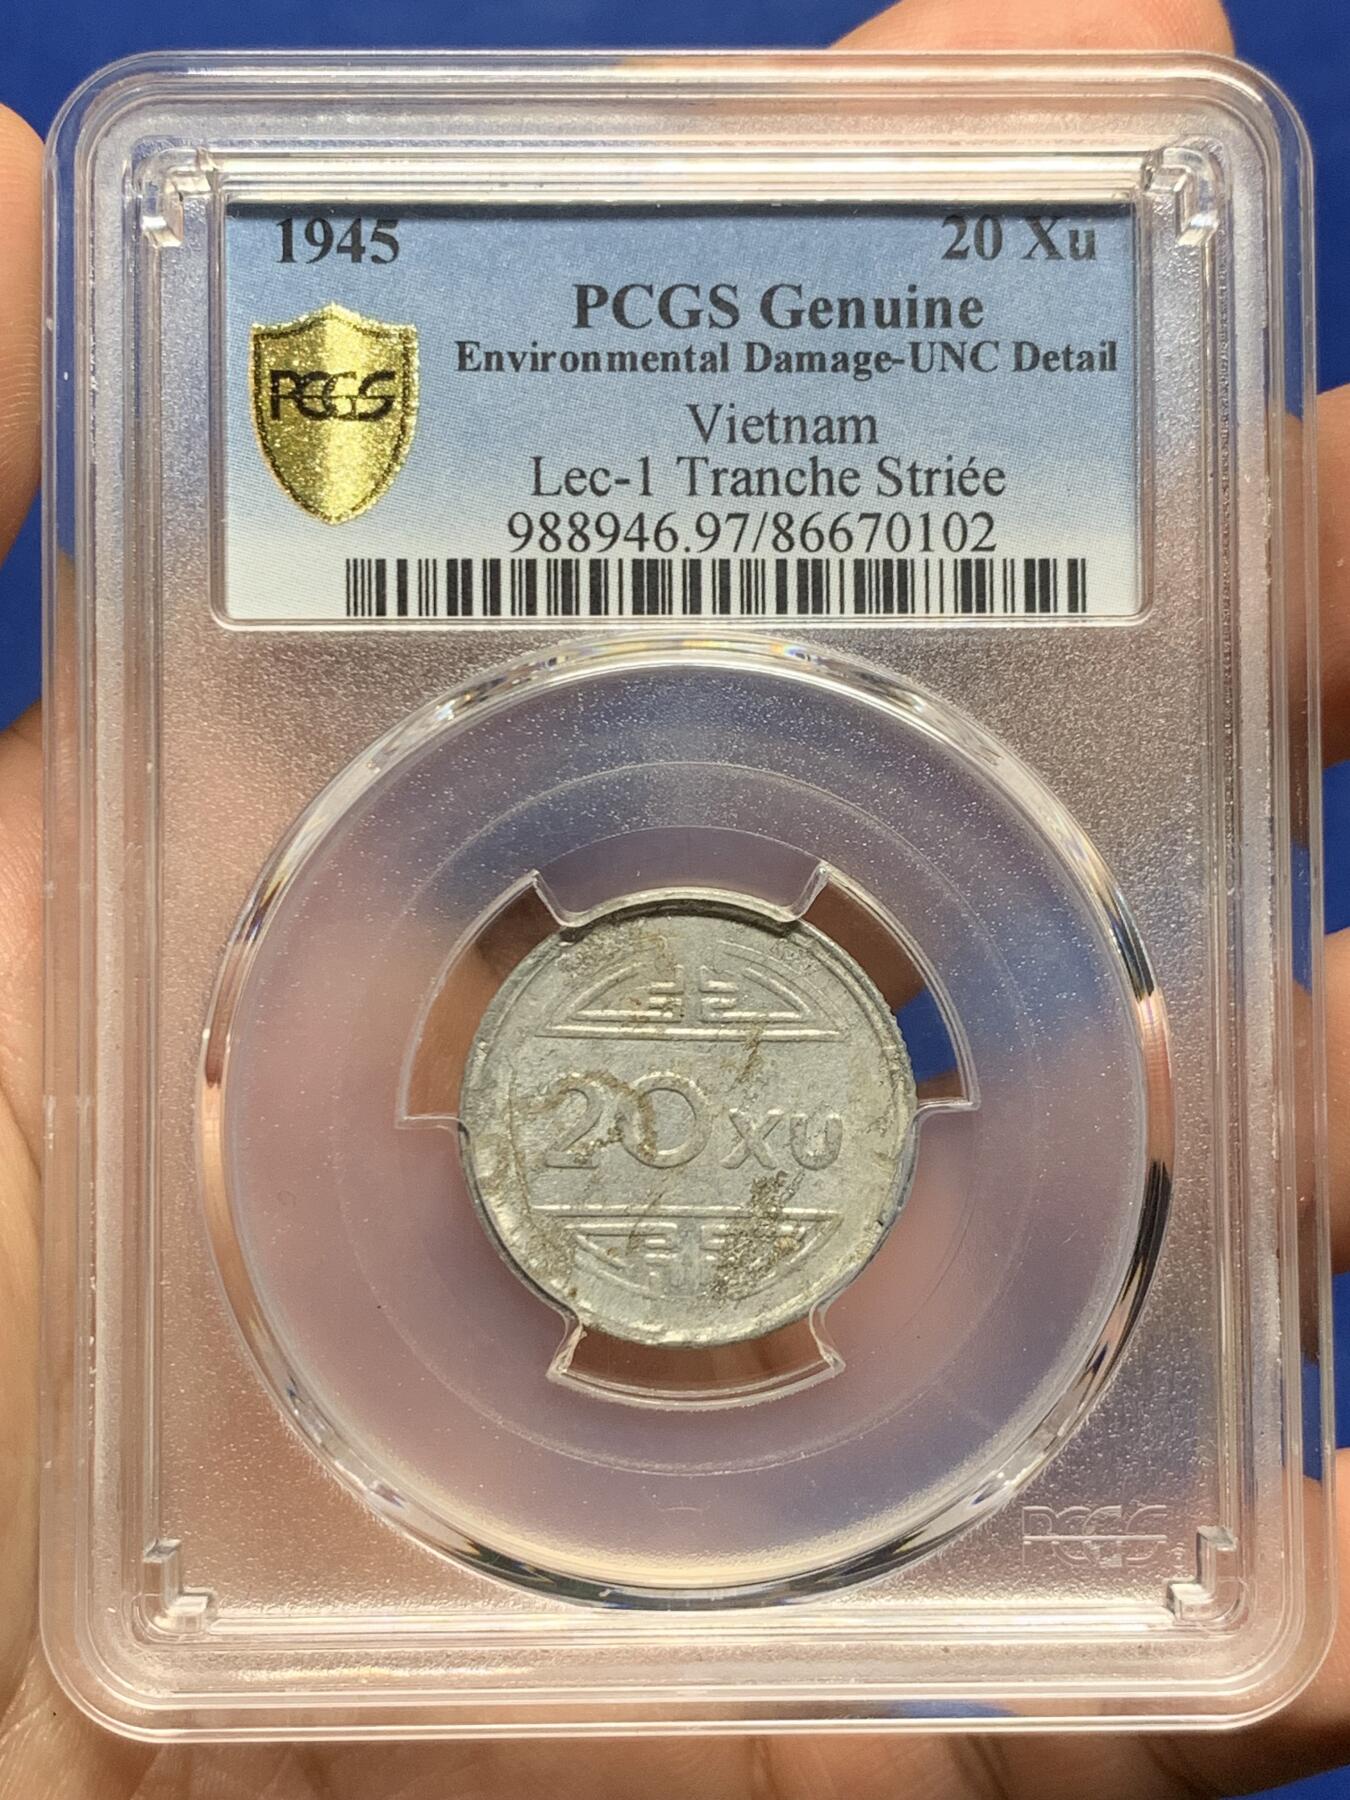 1945 20 Xu
PCGS Genuine
Environmental Damage-UNC Detail
PCGS
Vietnam
Lec-1 Tranche Striée
988946.97/86670102
20 XU
PCGS